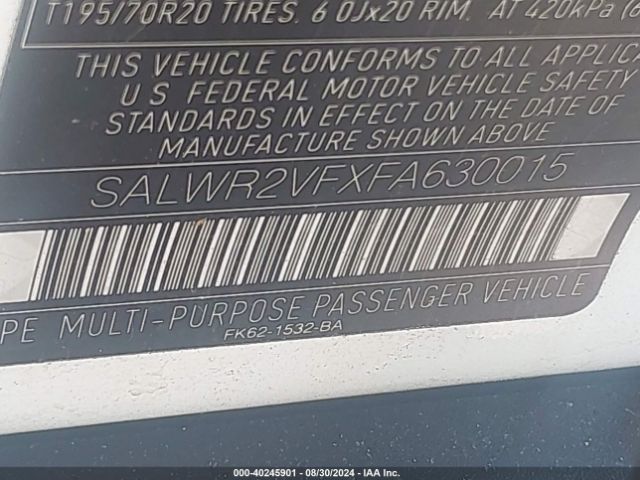 T195/70R20 TIRES. 6 0Jx20 RIM. AT 420kPa (6
THIS VEHICLE CONFORMS TO ALL APPLICA
U S FEDERAL MOTOR VEHICLE SAFETY
STANDARDS IN EFFECT ON THE DATE OF
MANUFACTURE SHOWN ABOVE
SALWR2VFXFA630015
PE MULTI-PURPOSE PASSENGER VEHICLE
FK62-1532-BA
000-40245901 - 08/30/2024 - IAA Inc.